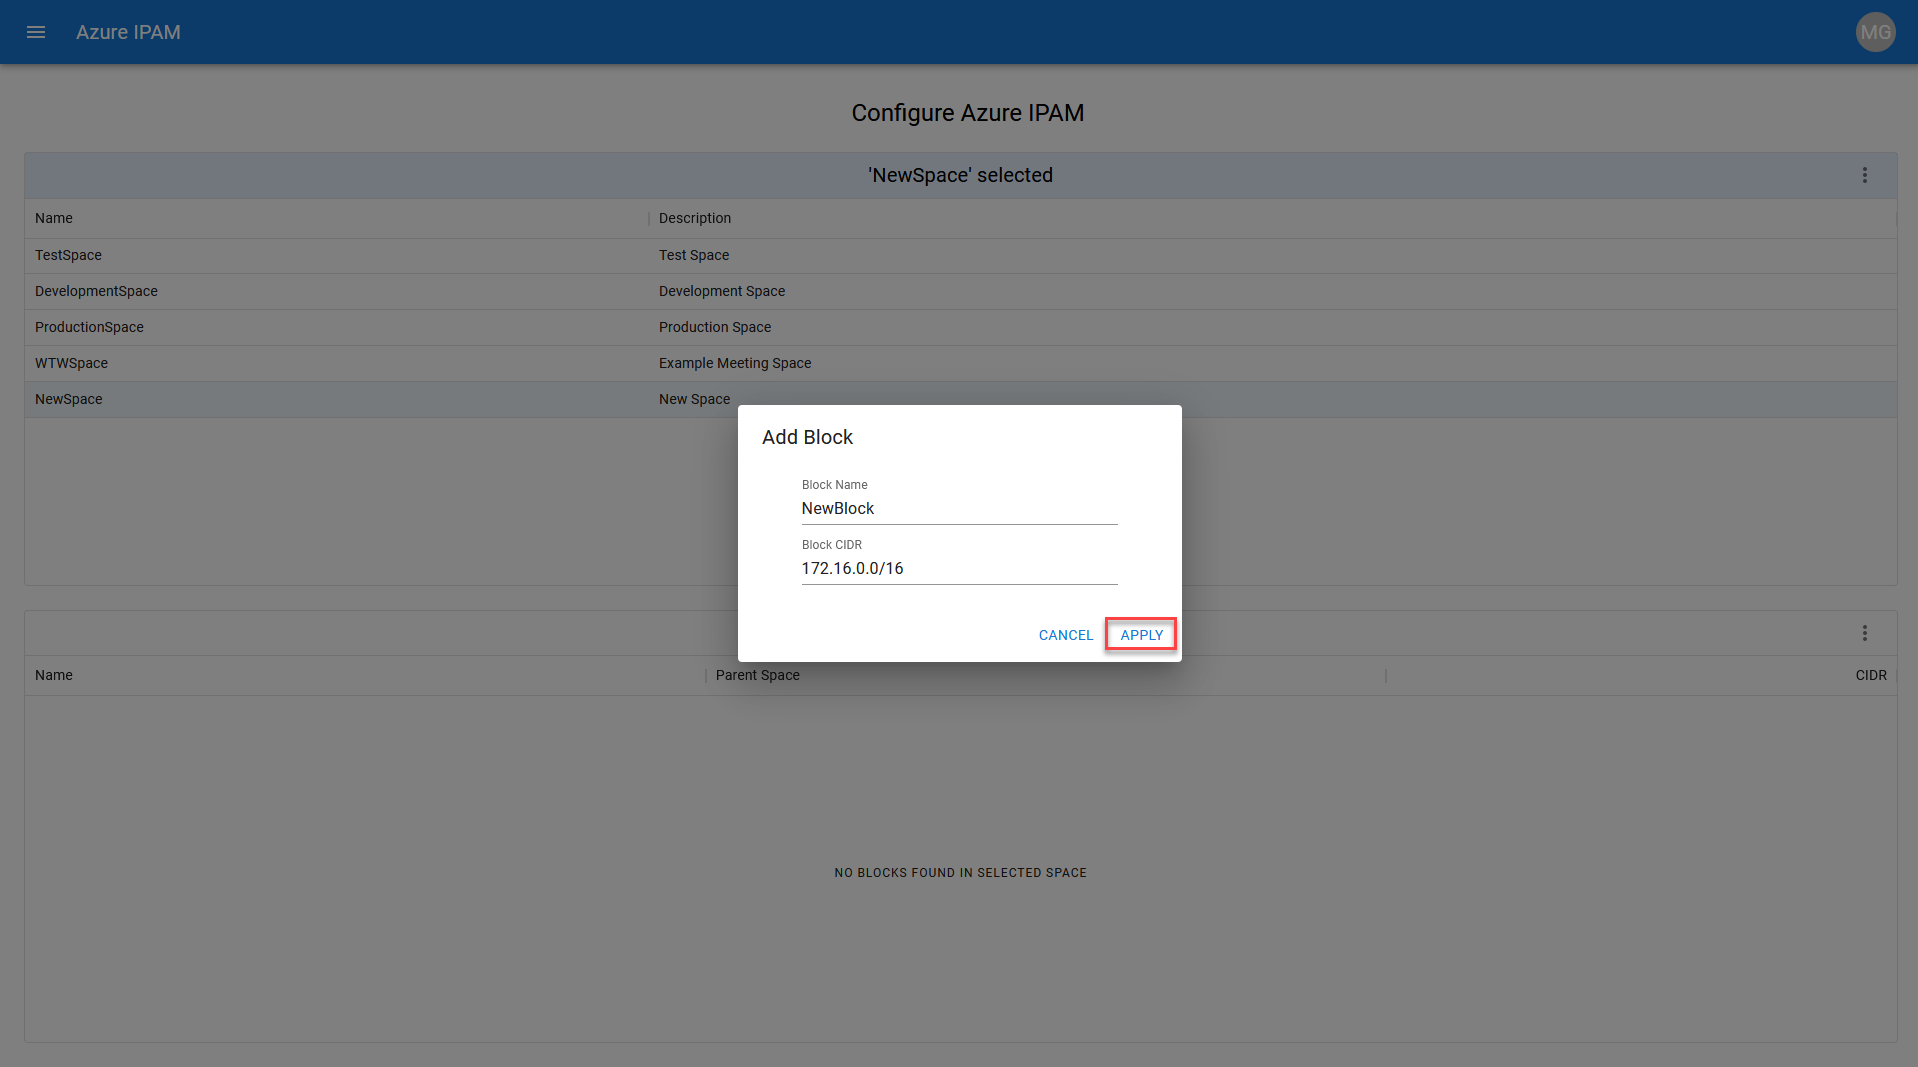 Azure IPAM
MG
Configure Azure IPAM
'NewSpace' selected
Name Description
TestSpace Test Space
DevelopmentSpace Development Space
ProductionSpace Production Space
WTWSpace Example Meeting Space
NewSpace New Space
Add Block
Block Name
NewBlock
Block CIDR
172.16.0.0/16
CANCEL APPLY
Name Parent Space CIDR
NO BLOCKS FOUND IN SELECTED SPACE